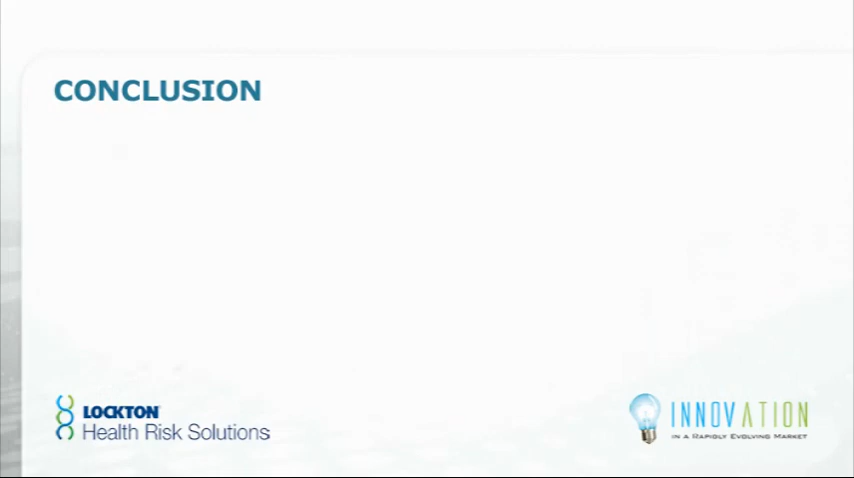 CONCLUSION
LOCKTON
Health Risk Solutions
INNOVATION
IN A RAPIDLY EVOLVING MARKET